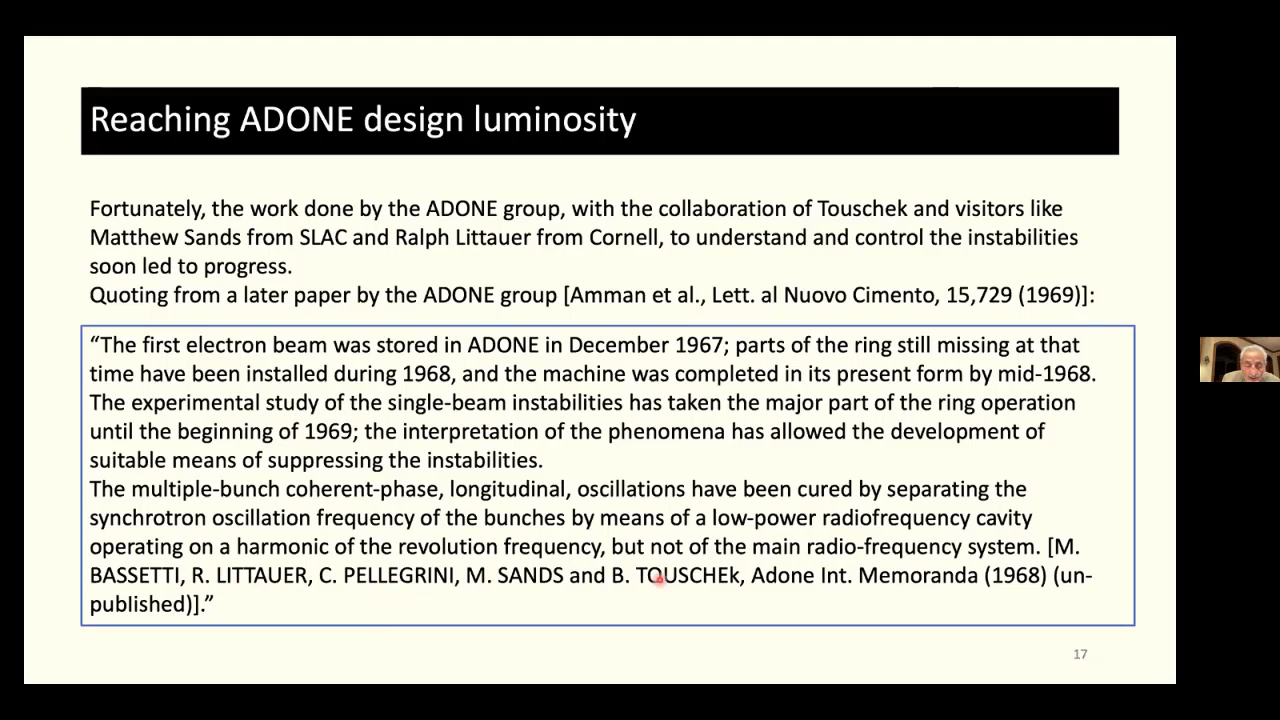 Reaching ADONE design luminosity
Fortunately, the work done by the ADONE group, with the collaboration of Touschek and visitors like
Matthew Sands from SLAC and Ralph Littauer from Cornell, to understand and control the instabilities
soon led to progress.
Quoting from a later paper by the ADONE group [Amman et al., Lett. al Nuovo Cimento, 15,729 (1969)]:
“The first electron beam was stored in ADONE in December 1967; parts of the ring still missing at that
time have been installed during 1968, and the machine was completed in its present form by mid-1968.
The experimental study of the single-beam instabilities has taken the major part of the ring operation
until the beginning of 1969; the interpretation of the phenomena has allowed the development of
suitable means of suppressing the instabilities.
The multiple-bunch coherent-phase, longitudinal, oscillations have been cured by separating the
synchrotron oscillation frequency of the bunches by means of a low-power radiofrequency cavity
operating on a harmonic of the revolution frequency, but not of the main radio-frequency system. [M.
BASSETTI, R. LITTAUER, C. PELLEGRINI, M. SANDS and B. TOUSCHEk, Adone Int. Memoranda (1968) (un-
published)].”
17